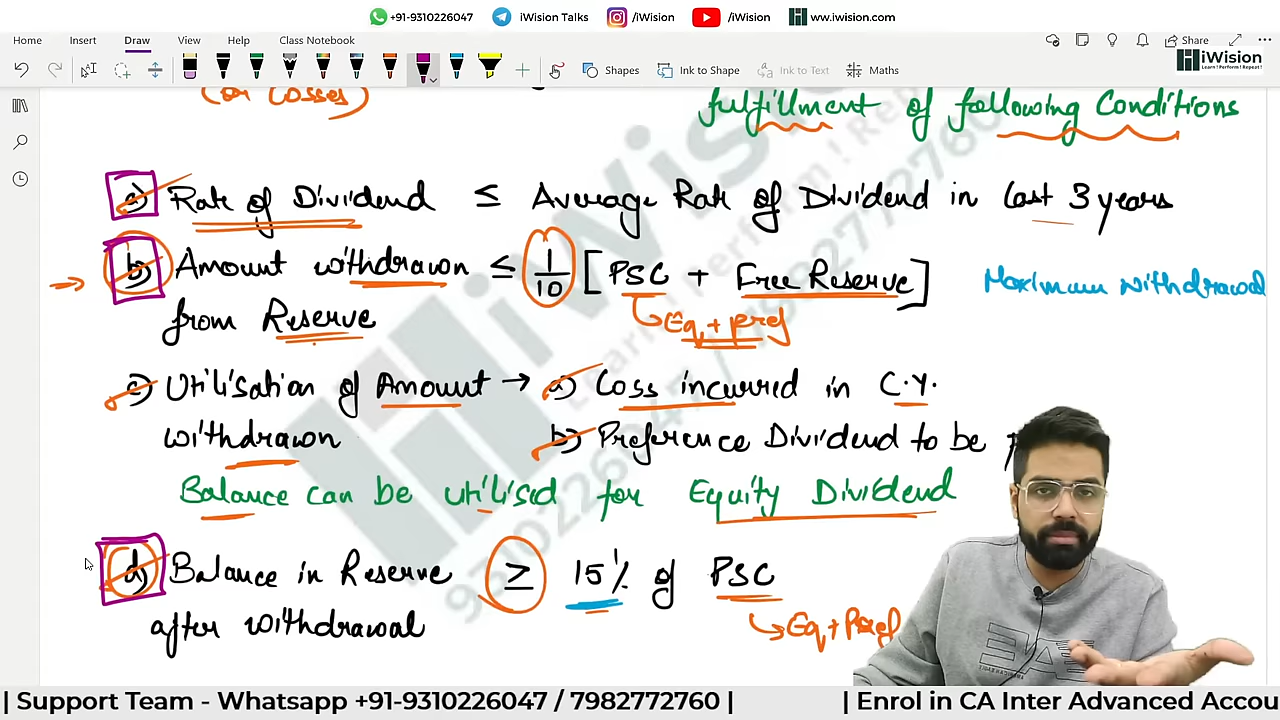 +91-9310226047 iWision Talks /iWision /iWision ww.iwision.com
Home Insert Draw View Help Class Notebook Share
Shapes Ink to Shape Ink to Text Maths
iWision
Learn ! Perform ! Repeat !
(or Losses)
fulfillment of following Conditions
a) Rate of Dividend ≤ Average Rate of Dividend in last 3 years
b) Amount withdrawn ≤ 1/10 [PSC + Free Reserve] Maximum withdrawal
from Reserve Eq + pref
c) Utilisation of Amount → a) Loss incurred in C.Y.
withdrawn b) Preference Dividend to be
Balance can be utilised for Equity Dividend
d) Balance in Reserve ≥ 15% of PSC
after withdrawal Eq + Pref
| Support Team - Whatsapp +91-9310226047 / 7982772760 | | Enrol in CA Inter Advanced Accou